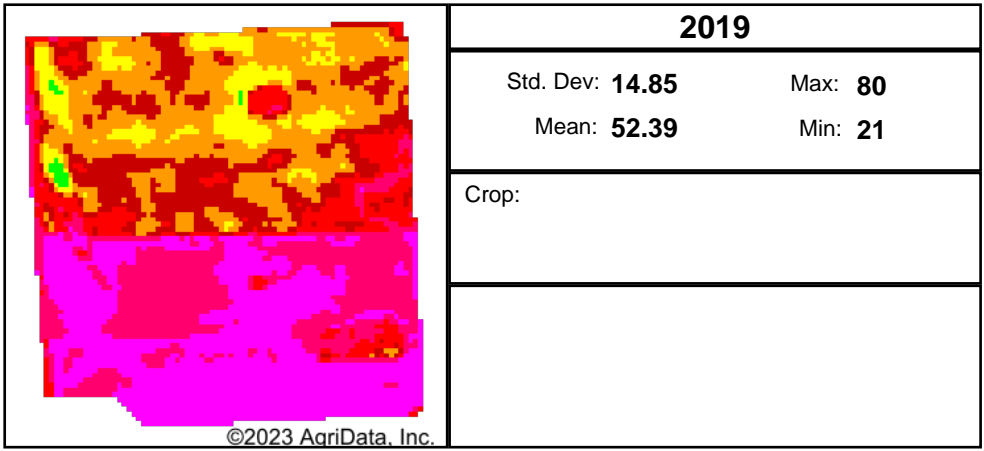 2019
Std. Dev: 14.85 Max: 80
Mean: 52.39 Min: 21
Crop:
©2023 AgriData, Inc.